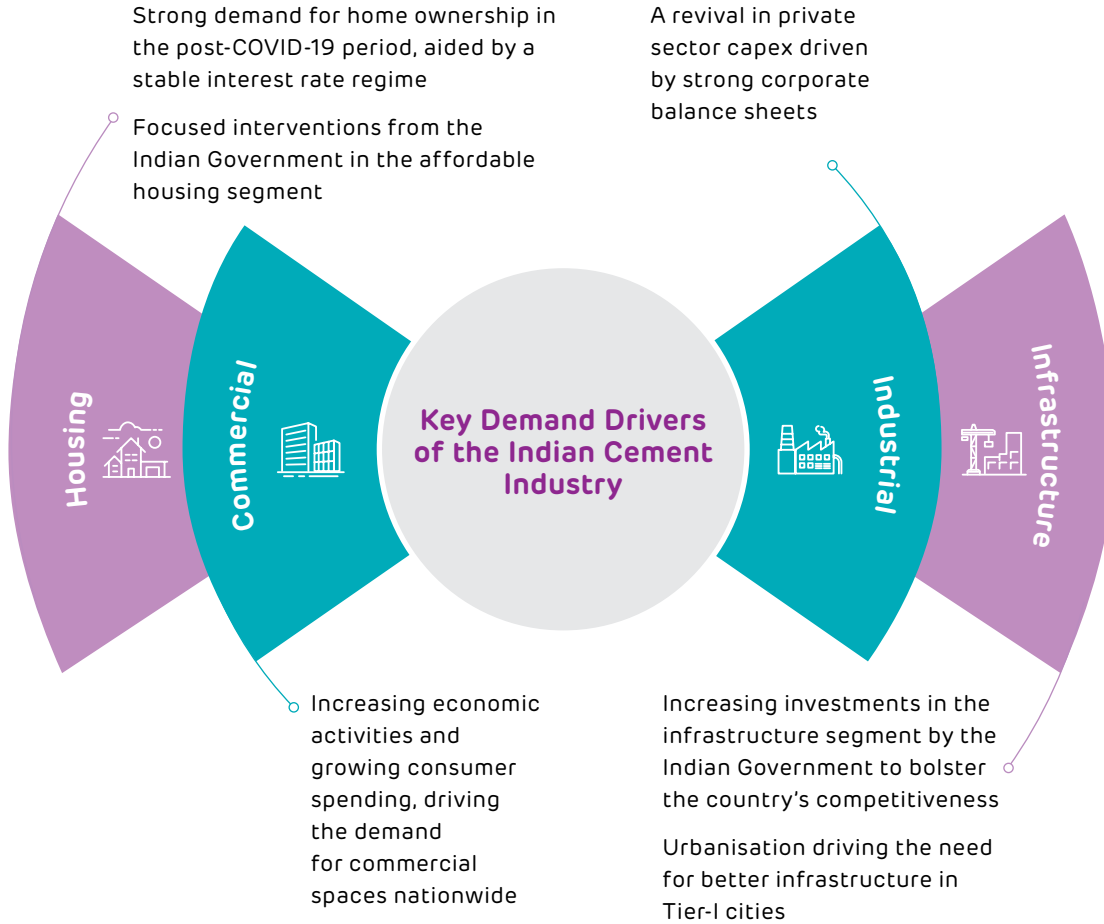 Strong demand for home ownership in
the post-COVID-19 period, aided by a
stable interest rate regime
Focused interventions from the
Indian Government in the affordable
housing segment
A revival in private
sector capex driven
by strong corporate
balance sheets
Housing
Commercial
Key Demand Drivers
of the Indian Cement
Industry
Industrial
Infrastructure
Increasing economic
activities and
growing consumer
spending, driving
the demand
for commercial
spaces nationwide
Increasing investments in the
infrastructure segment by the
Indian Government to bolster
the country's competitiveness
Urbanisation driving the need
for better infrastructure in
Tier-I cities